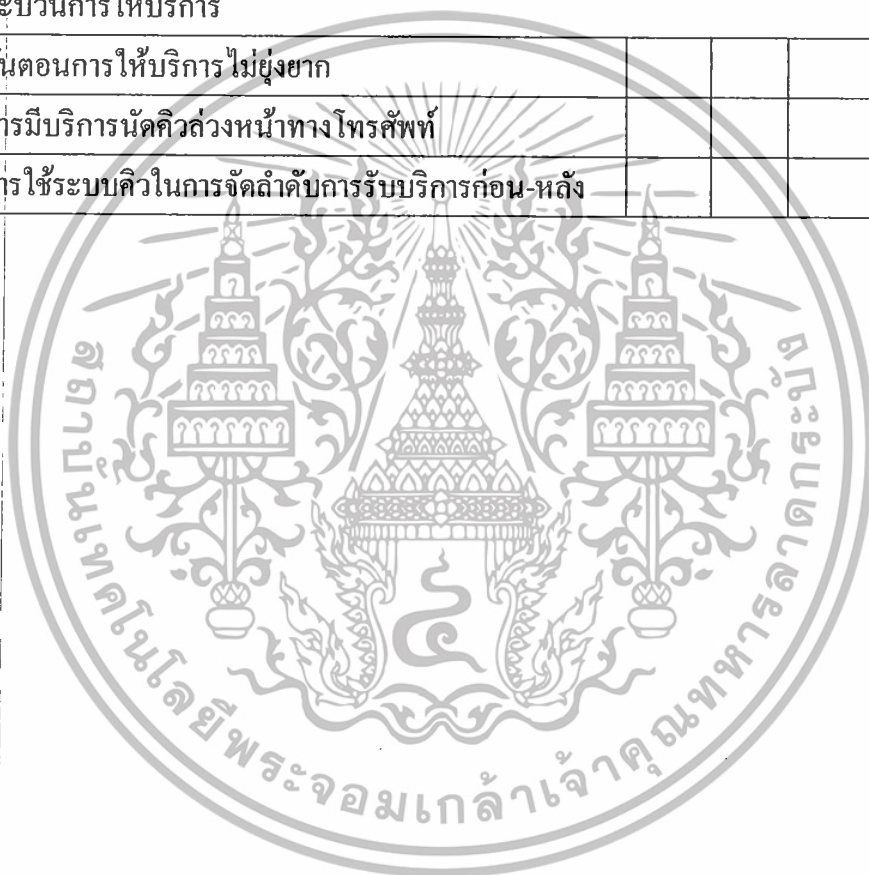 ะบวนการให้บริการ
นตอนการให้บริการไม่ยุ่งยาก
ารมีบริการนัดคิวล่วงหน้าทางโทรศัพท์
ารใช้ระบบคิวในการจัดลำดับการรับบริการก่อน-หลัง
สถาบันเทคโนโลยีพระจอมเกล้าเจ้าคุณทหารลาดกระบัง
๔